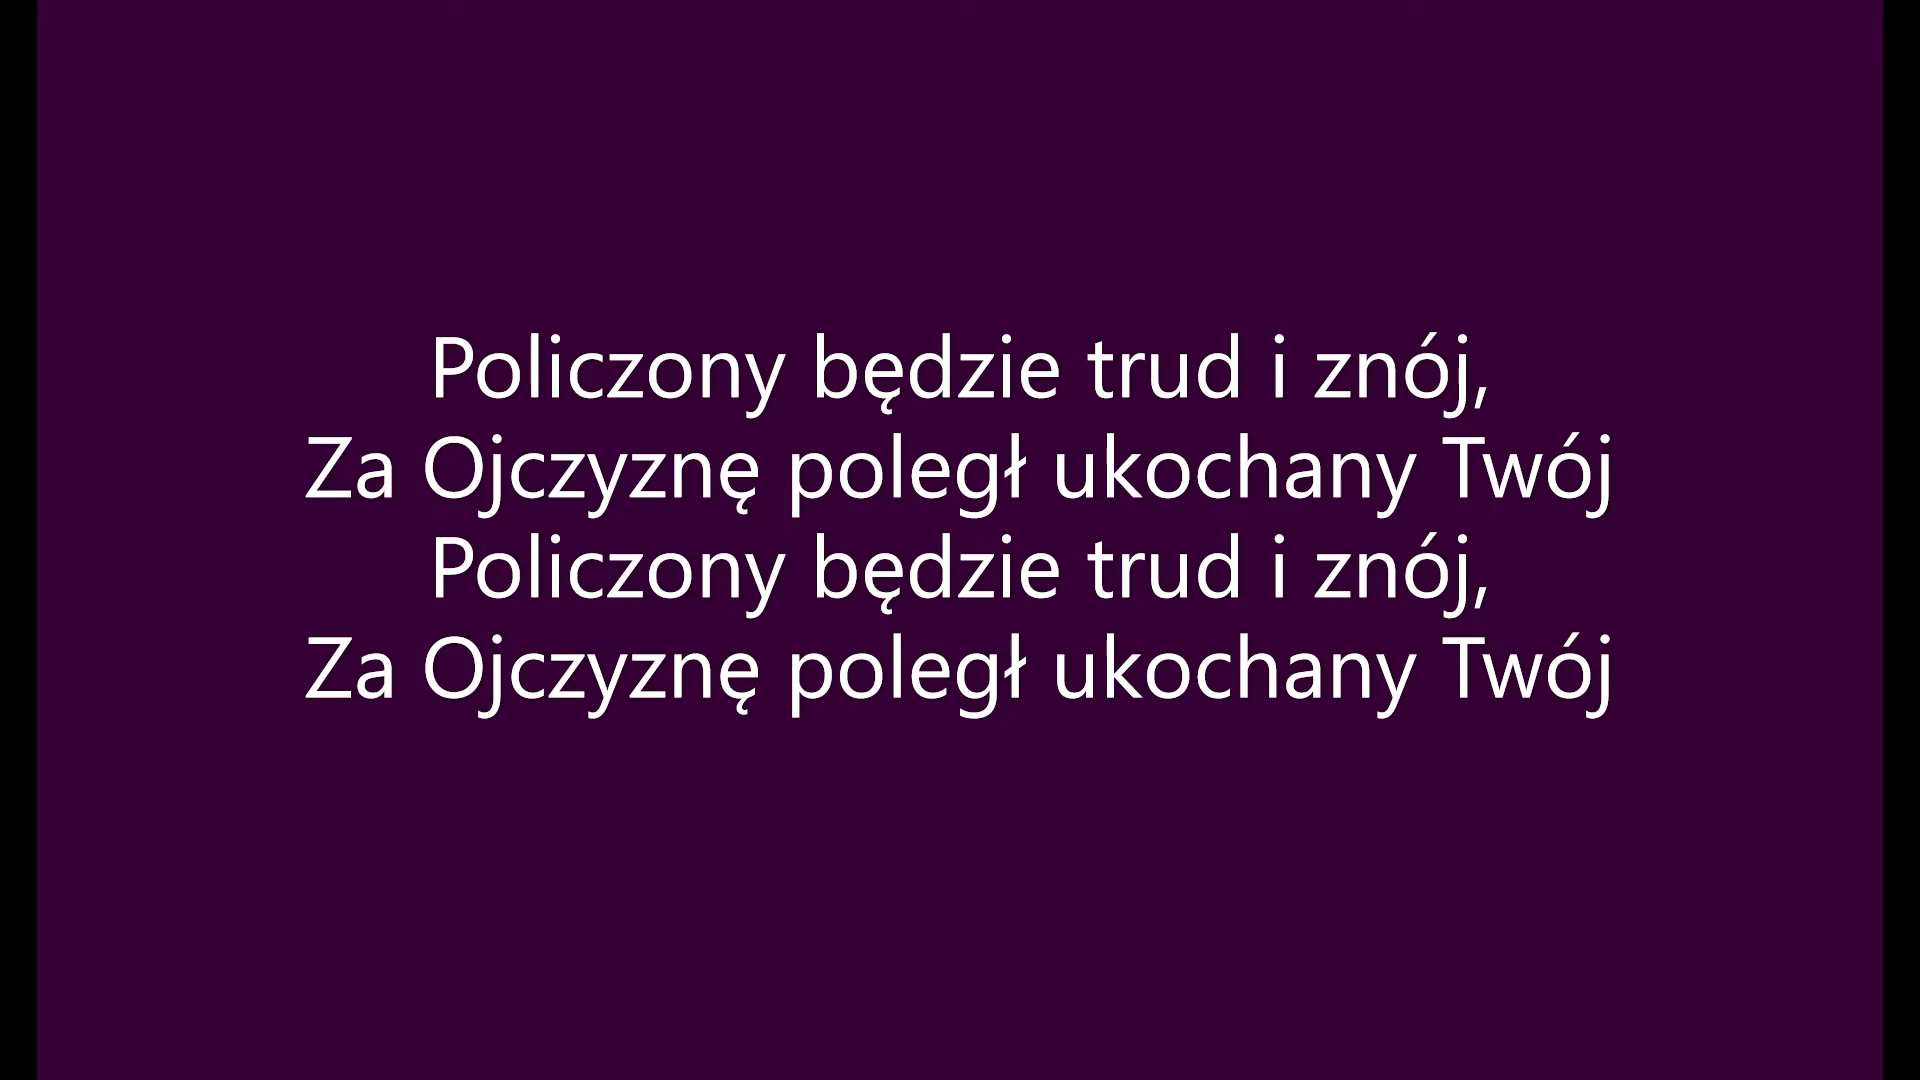 Policzony będzie trud i znój,
Za Ojczyznę poległ ukochany Twój
Policzony będzie trud i znój,
Za Ojczyznę poległ ukochany Twój